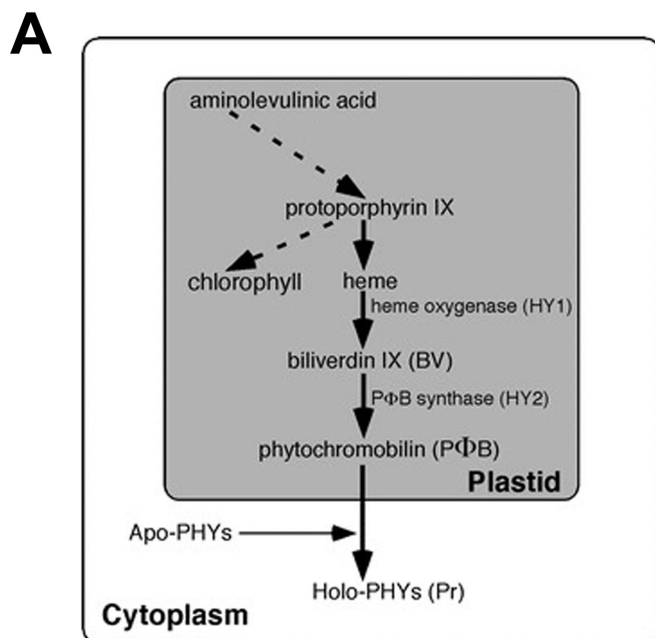 A
aminolevulinic acid
protoporphyrin IX
chlorophyll
heme
heme oxygenase (HY1)
biliverdin IX (BV)
PΦB synthase (HY2)
phytochromobilin (PΦB)
Plastid
Apo-PHYs
Holo-PHYs (Pr)
Cytoplasm